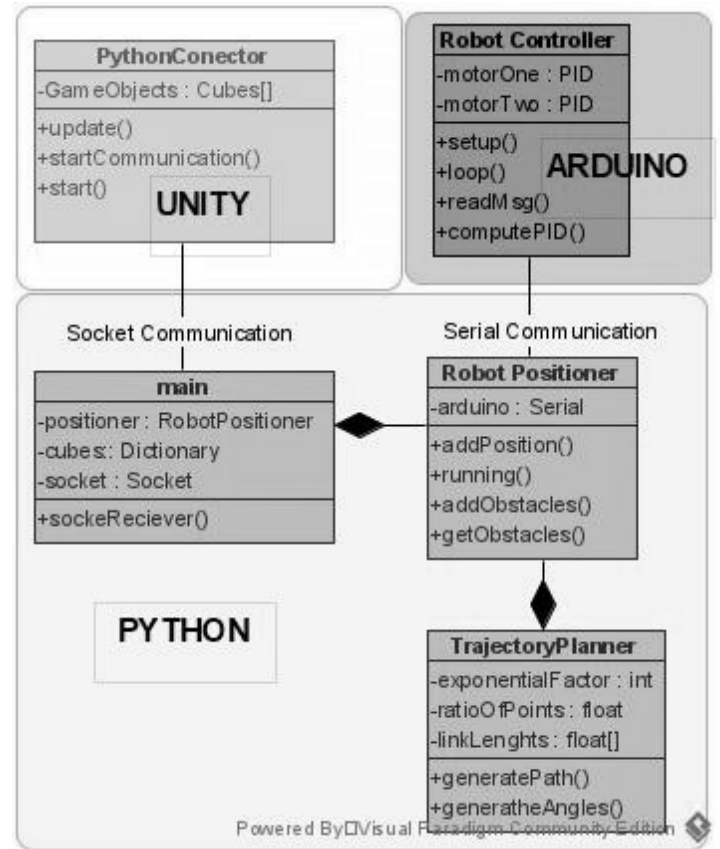 PythonConector
-GameObjects : Cubes[]
+update()
+startCommunication()
+start()
UNITY
Robot Controller
-motorOne : PID
-motorTwo : PID
+setup()
+loop()
+readMsg()
+computePID()
ARDUINO
Socket Communication
Serial Communication
main
-positioner : RobotPositioner
-cubes: : Dictionary
-socket : Socket
+sockeReciever()
Robot Positioner
-arduino : Serial
+addPosition()
+running()
+addObstacles()
+getObstacles()
PYTHON
TrajectoryPlanner
-exponentialFactor : int
-ratioOfPoints : float
-linkLenghts : float[]
+generatePath()
+generatheAngles()
Powered By□Visual Paradigm Community Edition